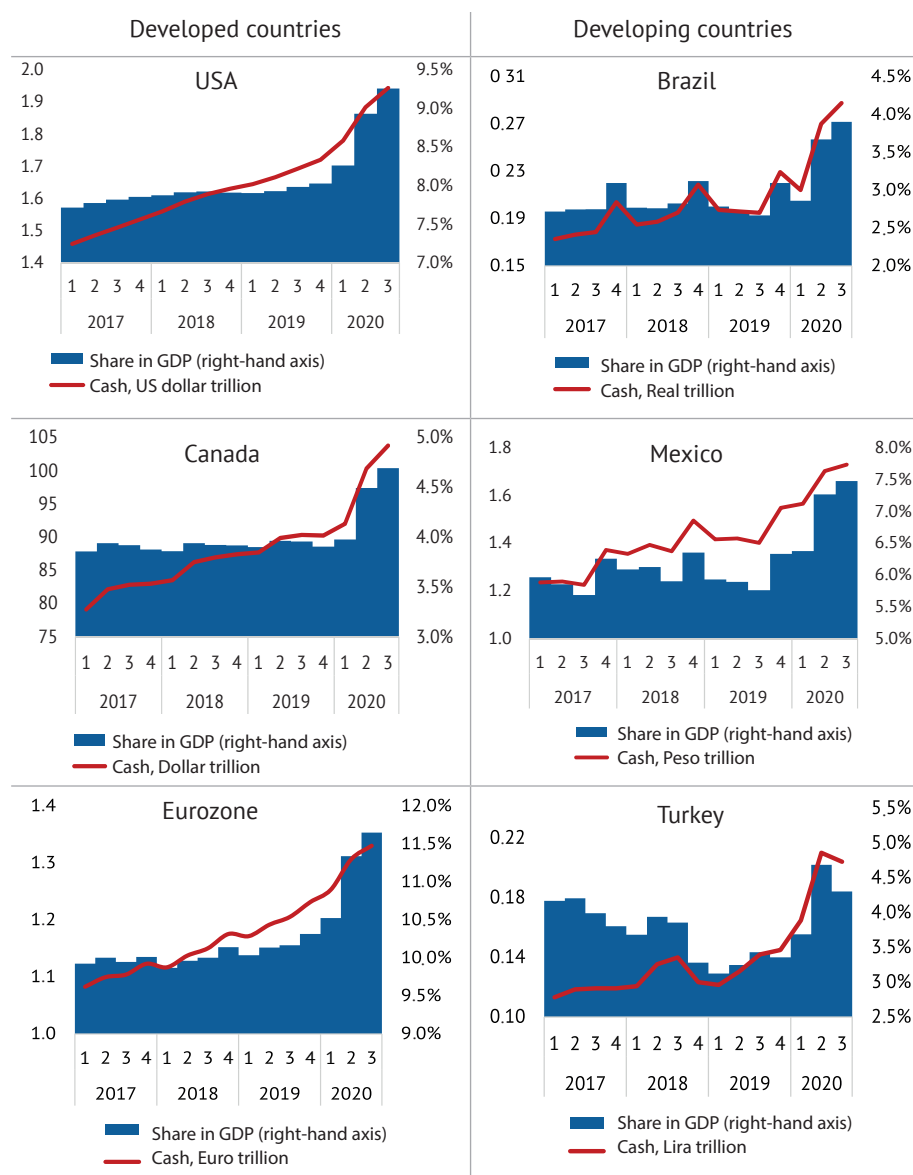 Developed countries
Developing countries
USA
2.0
1.9
1.8
1.7
1.6
1.5
1.4
9.5%
9.0%
8.5%
8.0%
7.5%
7.0%
1 2 3 4 1 2 3 4 1 2 3 4 1 2 3
2017 2018 2019 2020
Share in GDP (right-hand axis)
Cash, US dollar trillion
Brazil
0 31
0.27
0.23
0.19
0.15
4.5%
4.0%
3.5%
3.0%
2.5%
2.0%
1 2 3 4 1 2 3 4 1 2 3 4 1 2 3
2017 2018 2019 2020
Share in GDP (right-hand axis)
Cash, Real trillion
Canada
105
100
95
90
85
80
75
5.0%
4.5%
4.0%
3.5%
3.0%
1 2 3 4 1 2 3 4 1 2 3 4 1 2 3
2017 2018 2019 2020
Share in GDP (right-hand axis)
Cash, Dollar trillion
Mexico
1.8
1.6
1.4
1.2
1.0
8.0%
7.5%
7.0%
6.5%
6.0%
5.5%
5.0%
1 2 3 4 1 2 3 4 1 2 3 4 1 2 3
2017 2018 2019 2020
Share in GDP (right-hand axis)
Cash, Peso trillion
Eurozone
1.4
1.3
1.2
1.1
1.0
12.0%
11.5%
11.0%
10.5%
10.0%
9.5%
9.0%
1 2 3 4 1 2 3 4 1 2 3 4 1 2 3
2017 2018 2019 2020
Share in GDP (right-hand axis)
Cash, Euro trillion
Turkey
0.22
0.18
0.14
0.10
5.5%
5.0%
4.5%
4.0%
3.5%
3.0%
2.5%
1 2 3 4 1 2 3 4 1 2 3 4 1 2 3
2017 2018 2019 2020
Share in GDP (right-hand axis)
Cash, Lira trillion